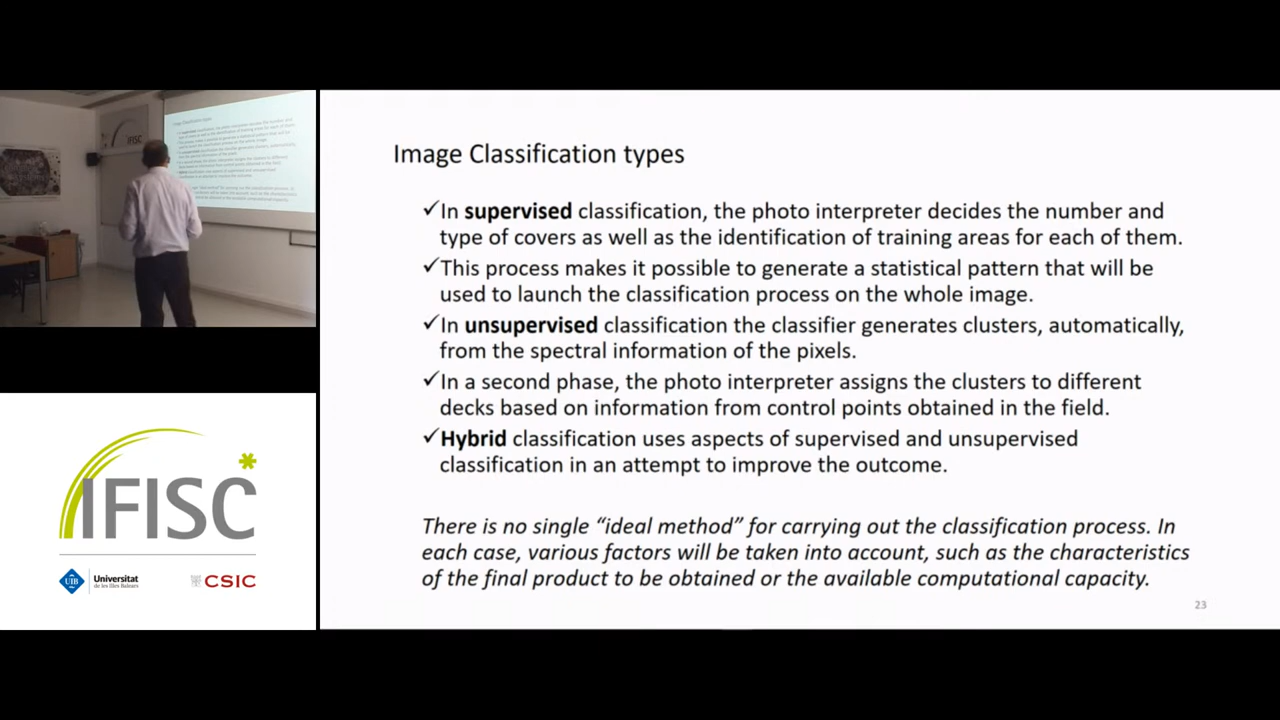 Image Classification types
✓In supervised classification, the photo interpreter decides the number and
type of covers as well as the identification of training areas for each of them.
✓This process makes it possible to generate a statistical pattern that will be
used to launch the classification process on the whole image.
✓In unsupervised classification the classifier generates clusters, automatically,
from the spectral information of the pixels.
✓In a second phase, the photo interpreter assigns the clusters to different
decks based on information from control points obtained in the field.
✓Hybrid classification uses aspects of supervised and unsupervised
classification in an attempt to improve the outcome.
There is no single “ideal method” for carrying out the classification process. In
each case, various factors will be taken into account, such as the characteristics
of the final product to be obtained or the available computational capacity.
23
IFISC
UIB
Universitat
de les Illes Balears
CSIC
IFISC
Image Classification types